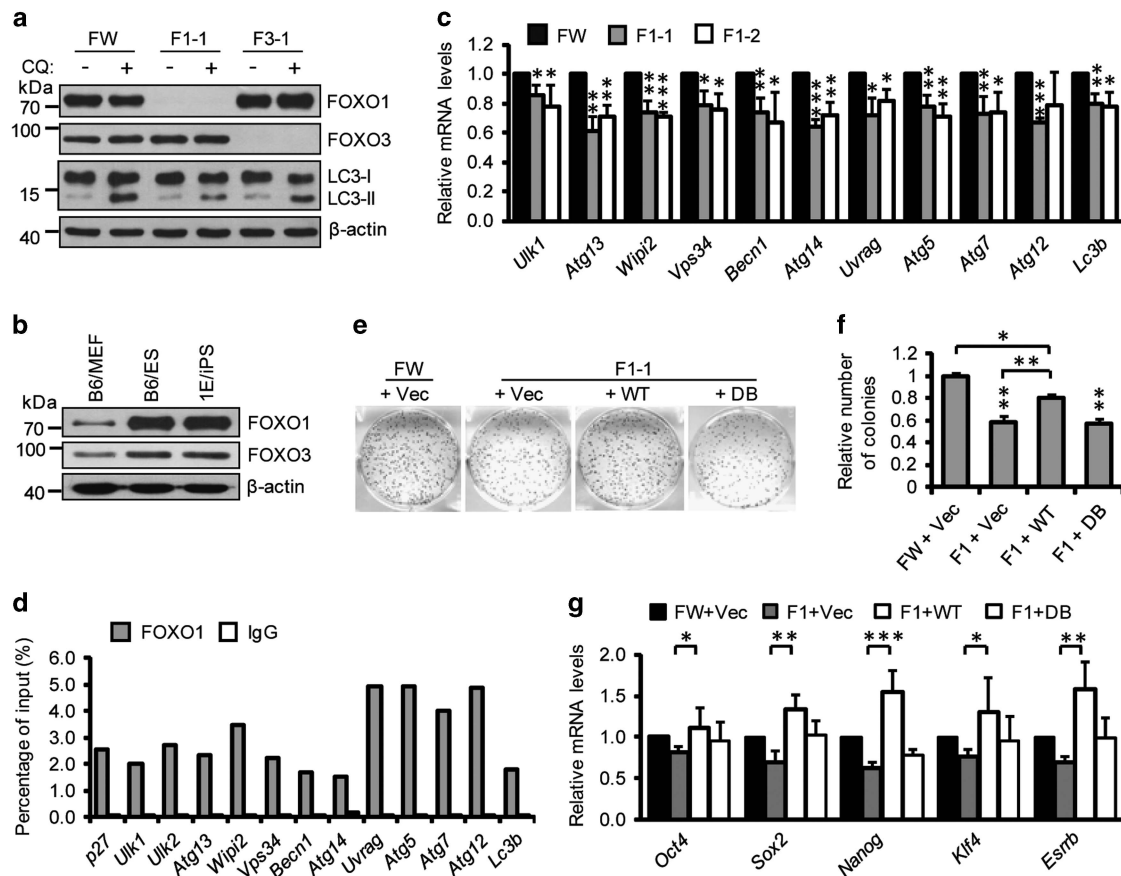 a
FW F1-1 F3-1
CQ: - + - + - +
kDa
70
FOXO1
100
FOXO3
LC3-I
15
LC3-II
40
β-actin
b
B6/MEF
B6/ES
1E/iPS
kDa
70
FOXO1
100
FOXO3
40
β-actin
c
FW F1-1 F1-2
Relative mRNA levels
1.2
1.0
0.8
0.6
0.4
0.2
0.0
Ulk1 Atg13 Wipi2 Vps34 Becn1 Atg14 Uvrag Atg5 Atg7 Atg12 Lc3b
e
FW F1-1
+ Vec + Vec + WT + DB
f
Relative number
of colonies
1.2
1
0.8
0.6
0.4
0.2
0
*
**
**
**
FW + Vec F1 + Vec F1 + WT F1 + DB
d
FOXO1 IgG
Percentage of input (%)
6.0
5.0
4.0
3.0
2.0
1.0
0.0
p27 Ulk1 Ulk2 Atg13 Wipi2 Vps34 Becn1 Atg14 Uvrag Atg5 Atg7 Atg12 Lc3b
g
FW+Vec F1+Vec F1+WT F1+DB
Relative mRNA levels
2.0
1.5
1.0
0.5
0.0
* ** *** * **
Oct4 Sox2 Nanog Klf4 Esrrb